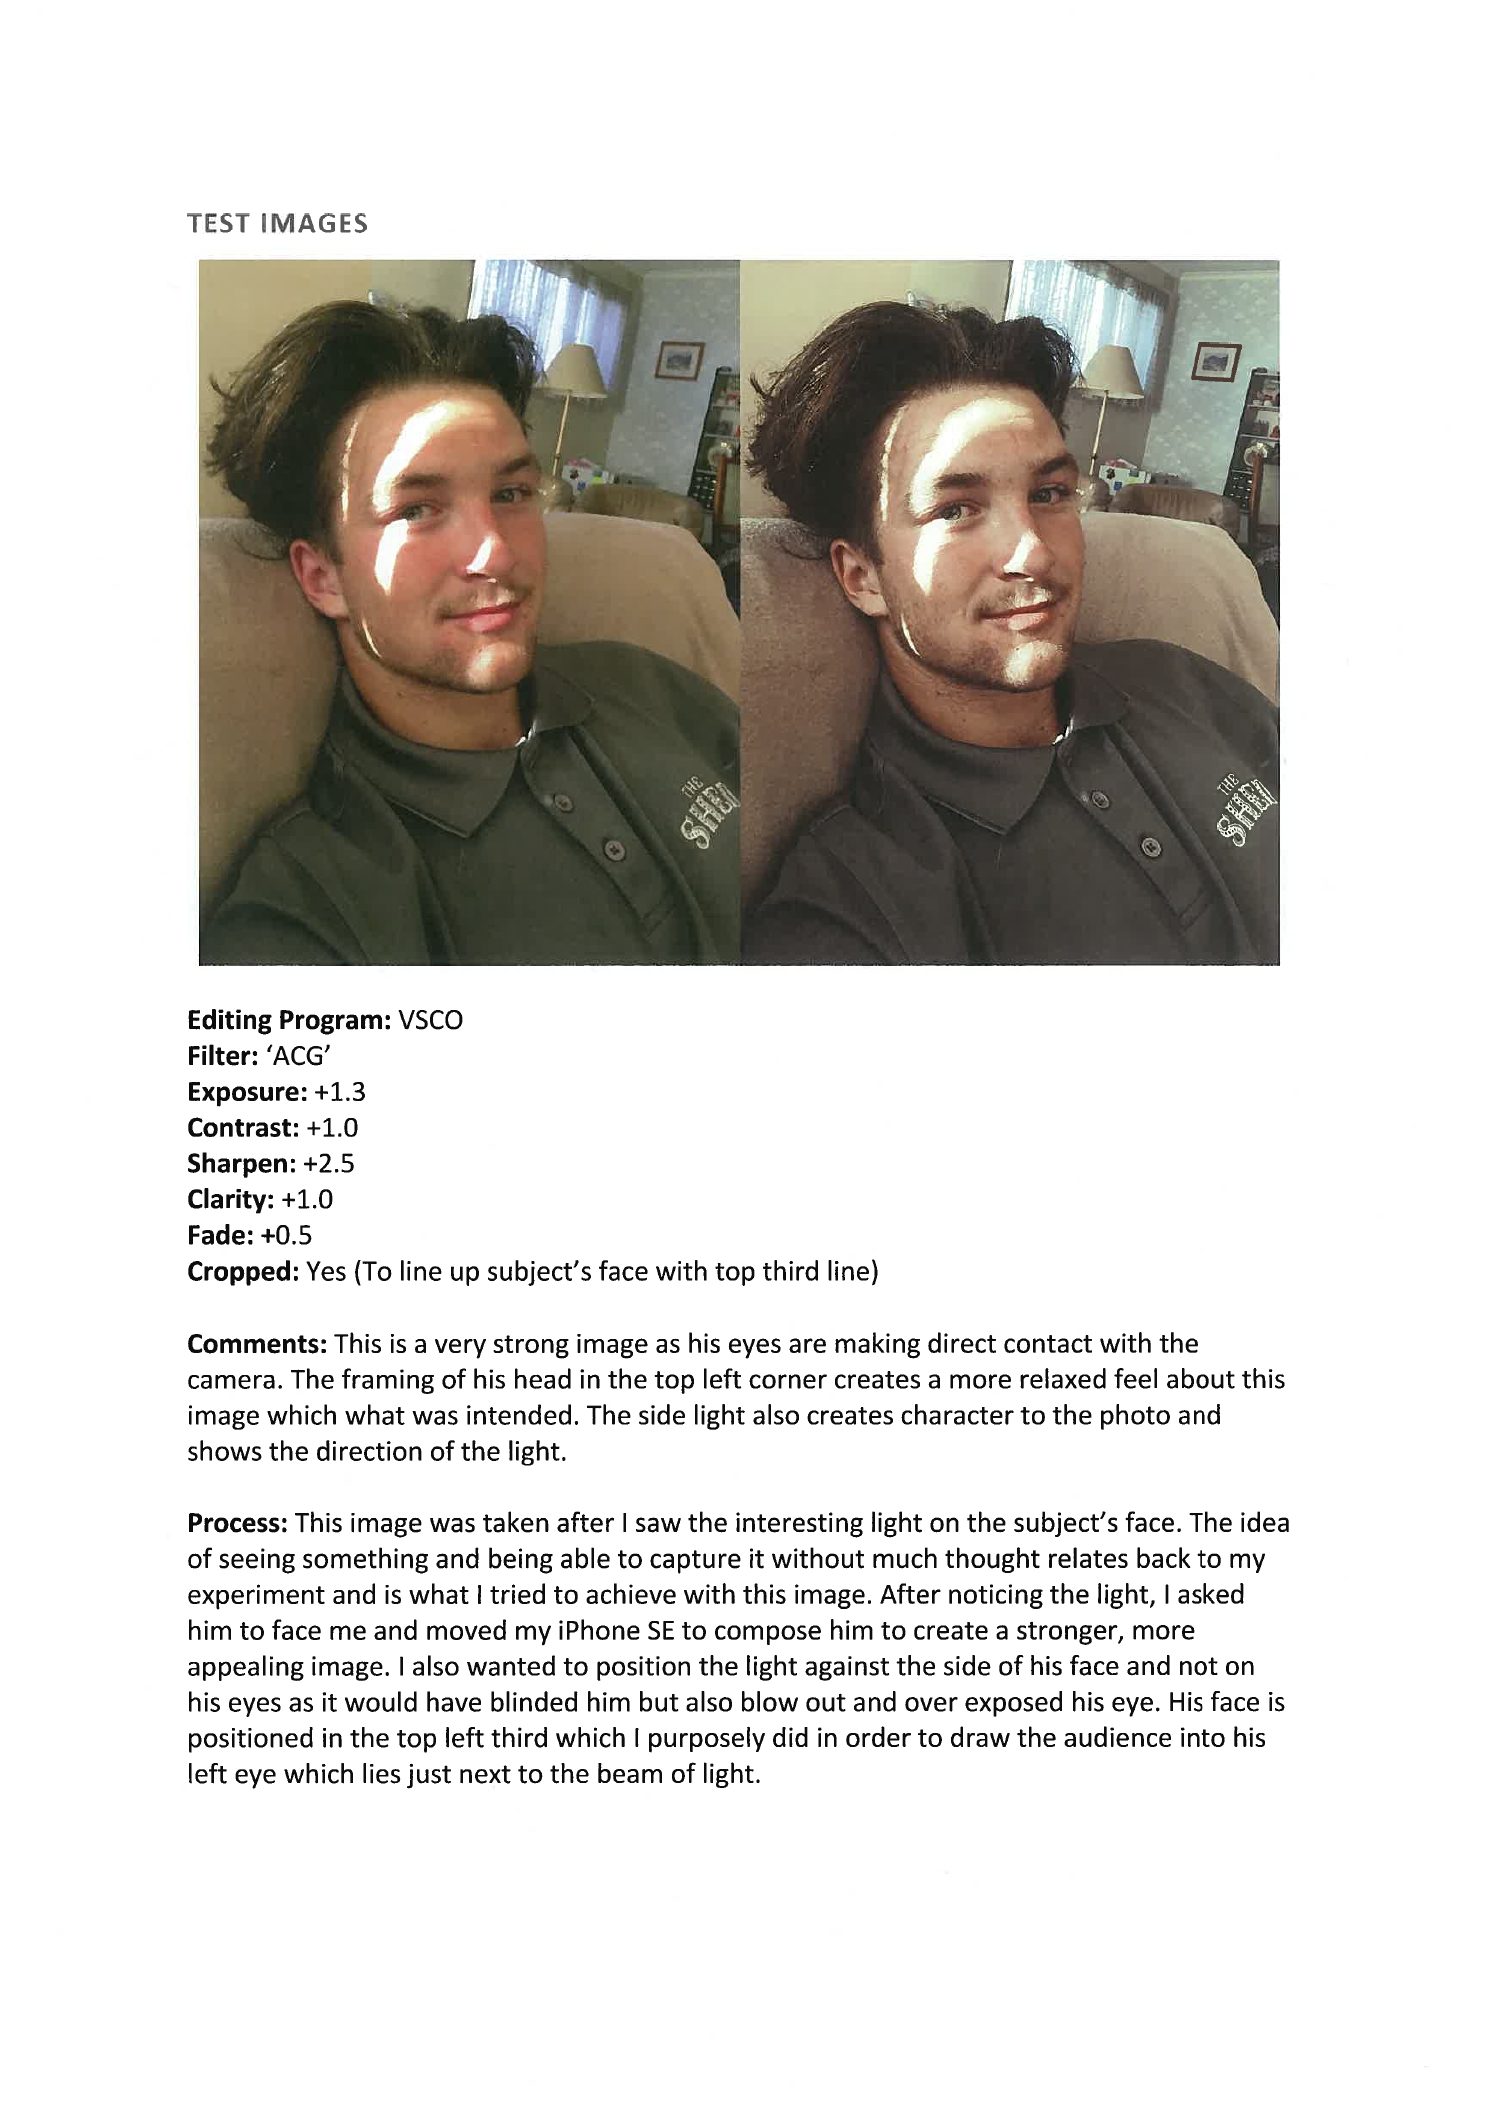 TEST IMAGES
THE
THE
Editing Program: VSCO
Filter: ‘ACG’
Exposure: +1.3
Contrast: +1.0
Sharpen: +2.5
Clarity: +1.0
Fade: +0.5
Cropped: Yes (To line up subject’s face with top third line)
Comments: This is a very strong image as his eyes are making direct contact with the
camera. The framing of his head in the top left corner creates a more relaxed feel about this
image which what was intended. The side light also creates character to the photo and
shows the direction of the light.
Process: This image was taken after I saw the interesting light on the subject’s face. The idea
of seeing something and being able to capture it without much thought relates back to my
experiment and is what I tried to achieve with this image. After noticing the light, I asked
him to face me and moved my iPhone SE to compose him to create a stronger, more
appealing image. I also wanted to position the light against the side of his face and not on
his eyes as it would have blinded him but also blow out and over exposed his eye. His face is
positioned in the top left third which I purposely did in order to draw the audience into his
left eye which lies just next to the beam of light.